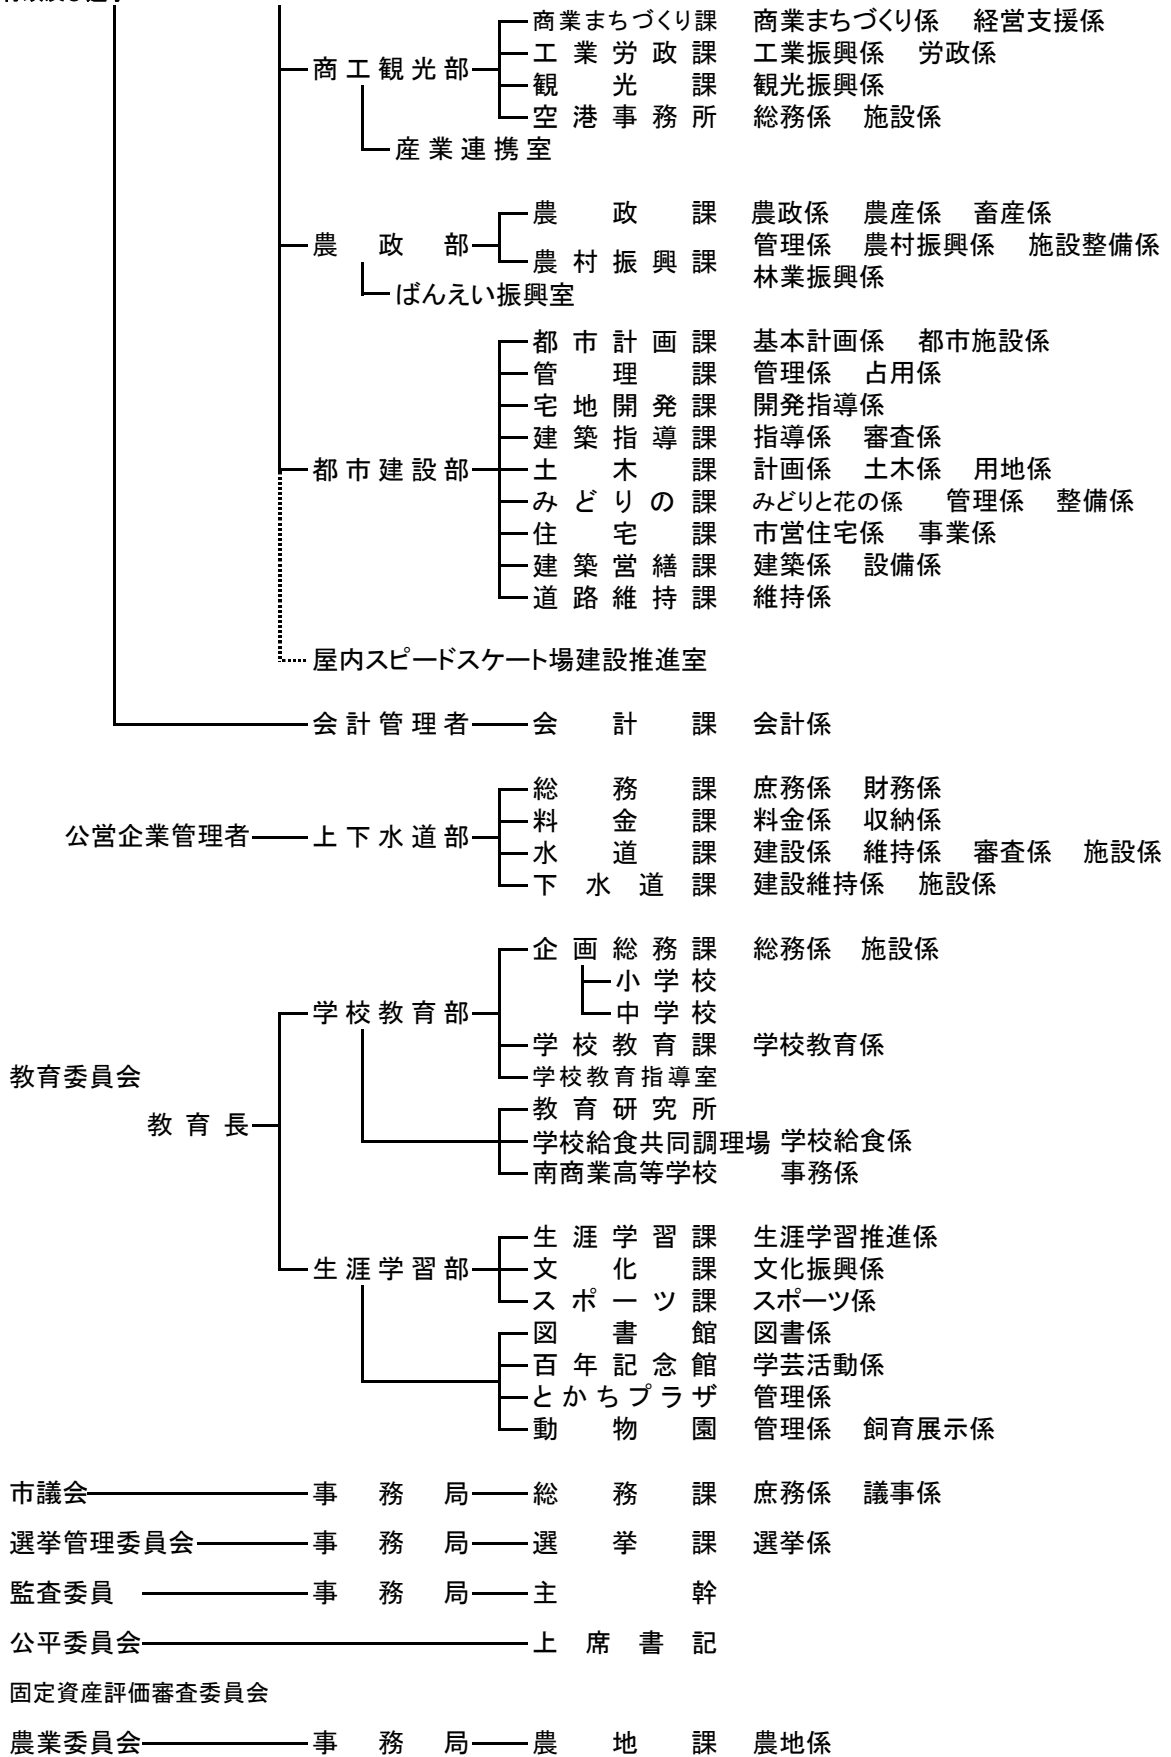 商工観光部 商業まちづくり課 商業まちづくり係 経営支援係
工業労政課 工業振興係 労政係
観光課 観光振興係
空港事務所 総務係 施設係
産業連携室
農政部 農政課 農政係 農産係 畜産係
農村振興課 管理係 農村振興係 施設整備係
林業振興係
ばんえい振興室
都市建設部 都市計画課 基本計画係 都市施設係
管理課 管理係 占用係
宅地開発課 開発指導係
建築指導課 指導係 審査係
土木課 計画係 土木係 用地係
みどりの課 みどりと花の係 管理係 整備係
住宅課 市営住宅係 事業係
建築営繕課 建築係 設備係
道路維持課 維持係
屋内スピードスケート場建設推進室
会計管理者 会計課 会計係
公営企業管理者 上下水道部 総務課 庶務係 財務係
料金課 料金係 収納係
水道課 建設係 維持係 審査係 施設係
下水道課 建設維持係 施設係
教育委員会
教育長
学校教育部 企画総務課 総務係 施設係
小学校
中学校
学校教育課 学校教育係
学校教育指導室
教育研究所
学校給食共同調理場 学校給食係
南商業高等学校 事務係
生涯学習部 生涯学習課 生涯学習推進係
文化課 文化振興係
スポーツ課 スポーツ係
図書館 図書係
百年記念館 学芸活動係
とかちプラザ 管理係
動物園 管理係 飼育展示係
市議会 事務局 総務課 庶務係 議事係
選挙管理委員会 事務局 選挙課 選挙係
監査委員 事務局 主幹
公平委員会 上席書記
固定資産評価審査委員会
農業委員会 事務局 農地課 農地係